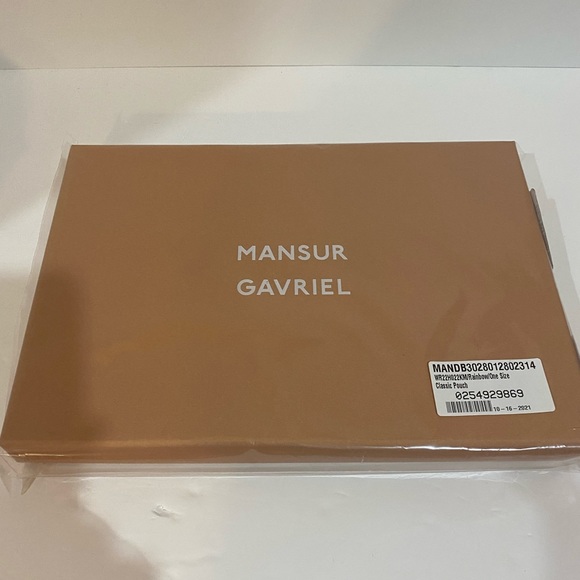 MANSUR
GAVRIEL
MANDB3028012802314
WR22H022KM/Rainbow/One Size
Classic Pouch
0254929869
10-16-2021